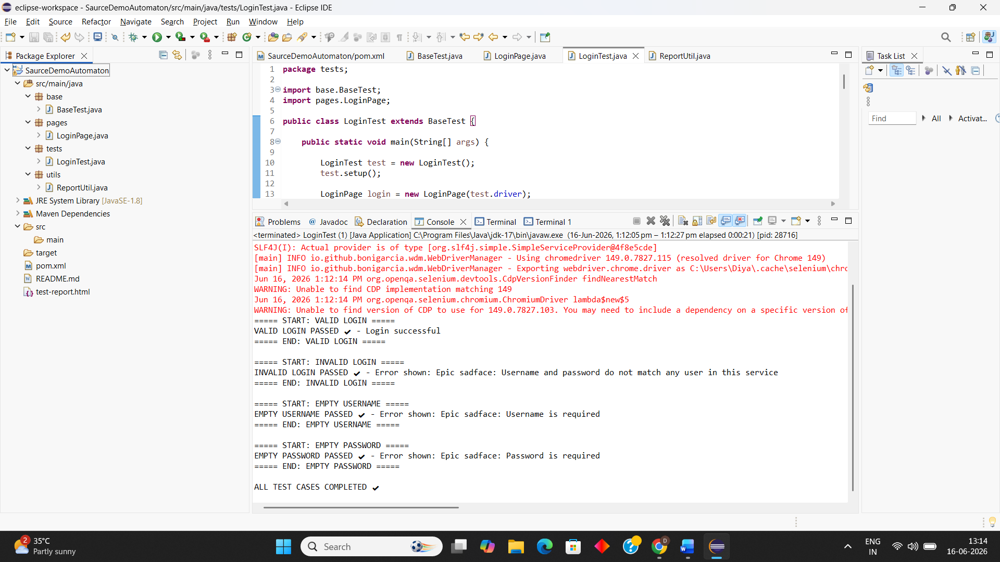 eclipse-workspace - SaurceDemoAutomaton/src/main/java/tests/LoginTest.java - Eclipse IDE
File Edit Source Refactor Navigate Search Project Run Window Help
Package Explorer
SaurceDemoAutomaton
src/main/java
base
BaseTest.java
pages
LoginPage.java
tests
LoginTest.java
utils
ReportUtil.java
JRE System Library [JavaSE-1.8]
Maven Dependencies
src
main
target
pom.xml
README.md
test-report.html
SaurceDemoAutomaton/pom.xml BaseTest.java LoginPage.java LoginTest.java ReportUtil.java
1 package tests;
2
3 import base.BaseTest;
4 import pages.LoginPage;
5
6 public class LoginTest extends BaseTest {
7
8 public static void main(String[] args) {
9
10 LoginTest test = new LoginTest();
11 test.setup();
12
13 LoginPage login = new LoginPage(test.driver);
Problems @ Javadoc Declaration Console Terminal Terminal 1
<terminated> LoginTest (1) [Java Application] C:\Program Files\Java\jdk-17\bin\javaw.exe (16-Jun-2026, 1:12:05 pm – 1:12:27 pm elapsed 0:00:21) [pid: 28716]
SLF4J(I): Actual provider is of type [org.slf4j.simple.SimpleServiceProvider@4f8e5cde]
[main] INFO io.github.bonigarcia.wdm.WebDriverManager - Using chromedriver 149.0.7827.115 (resolved driver for Chrome 149)
[main] INFO io.github.bonigarcia.wdm.WebDriverManager - Exporting webdriver.chrome.driver as C:\Users\Diya\.cache\selenium\chro
Jun 16, 2026 1:12:14 PM org.openqa.selenium.devtools.CdpVersionFinder findNearestMatch
WARNING: Unable to find CDP implementation matching 149
Jun 16, 2026 1:12:14 PM org.openqa.selenium.chromium.ChromiumDriver lambda$new$5
WARNING: Unable to find version of CDP to use for 149.0.7827.103. You may need to include a dependency on a specific version of
===== START: VALID LOGIN =====
VALID LOGIN PASSED ✔ - Login successful
===== END: VALID LOGIN =====
===== START: INVALID LOGIN =====
INVALID LOGIN PASSED ✔ - Error shown: Epic sadface: Username and password do not match any user in this service
===== END: INVALID LOGIN =====
===== START: EMPTY USERNAME =====
EMPTY USERNAME PASSED ✔ - Error shown: Epic sadface: Username is required
===== END: EMPTY USERNAME =====
===== START: EMPTY PASSWORD =====
EMPTY PASSWORD PASSED ✔ - Error shown: Epic sadface: Password is required
===== END: EMPTY PASSWORD =====
ALL TEST CASES COMPLETED ✔
Task List
Find All Activat...
2
35°C
Partly sunny
Search
D
ENG
IN
13:14
16-06-2026